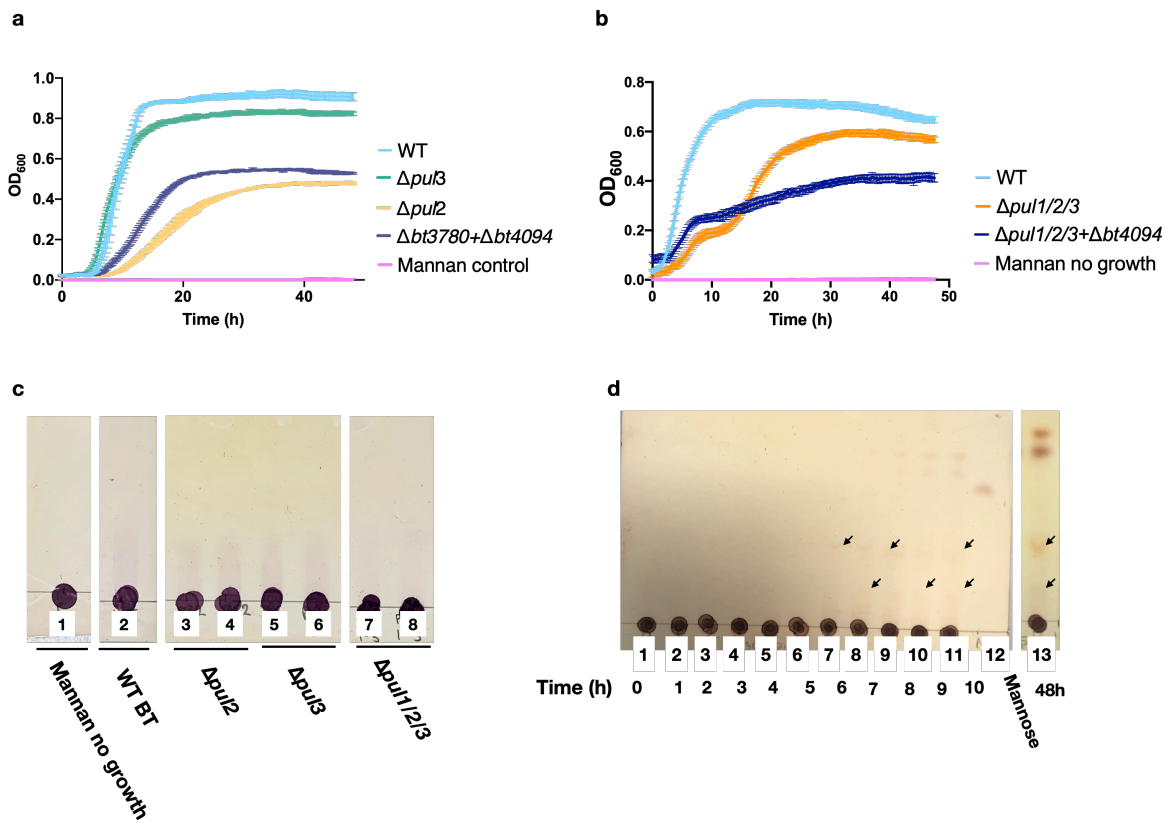 a
1.0
0.8
0.6
0.4
0.2
0.0
OD600
0
20
40
Time (h)
WT
Δpul3
Δpul2
Δbt3780+Δbt4094
Mannan control
b
0.8
0.6
0.4
0.2
0.0
OD600
0
10
20
30
40
50
Time (h)
WT
Δpul1/2/3
Δpul1/2/3+Δbt4094
Mannan no growth
c
1
2
3
4
5
6
7
8
Mannan no growth
WT BT
Δpul2
Δpul3
Δpul1/2/3
d
1 2 3 4 5 6 7 8 9 10 11 12 13
Time (h) 0 1 2 3 4 5 6 7 8 9 10 Mannose 48h